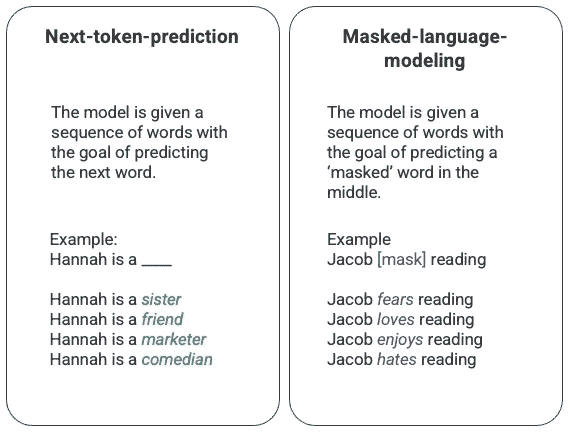 Next-token-prediction
The model is given a
sequence of words with
the goal of predicting
the next word.
Example:
Hannah is a ____
Hannah is a sister
Hannah is a friend
Hannah is a marketer
Hannah is a comedian
Masked-language-
modeling
The model is given a
sequence of words with
the goal of predicting a
‘masked’ word in the
middle.
Example
Jacob [mask] reading
Jacob fears reading
Jacob loves reading
Jacob enjoys reading
Jacob hates reading